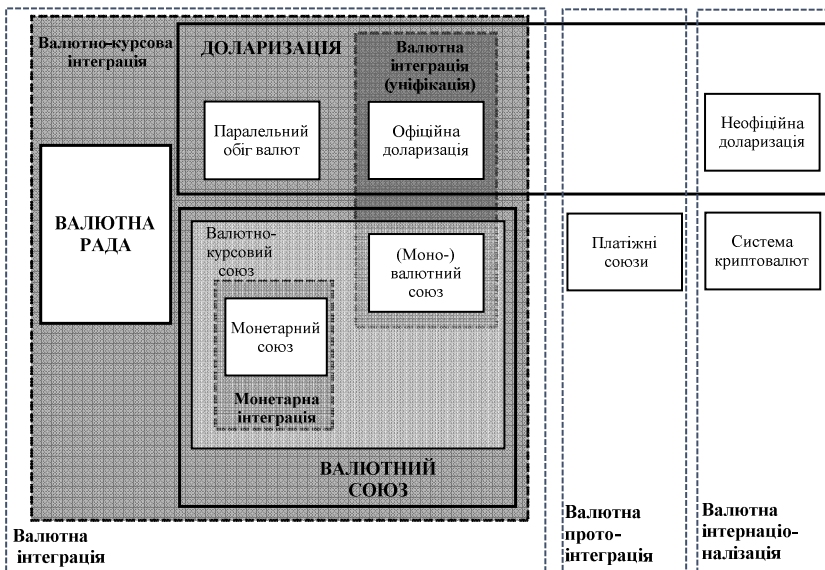 Валютно-курсова
інтеграція
ДОЛАРИЗАЦІЯ
Валютна
інтеграція
(уніфікація)
Паралельний
обіг валют
Офіційна
доларизація
Неофіційна
доларизація
ВАЛЮТНА
РАДА
Валютно-
курсовий
союз
(Моно-)
валютний
союз
Платіжні
союзи
Система
криптовалют
Монетарний
союз
Монетарна
інтеграція
ВАЛЮТНИЙ
СОЮЗ
Валютна
інтеграція
Валютна
прото-
інтеграція
Валютна
інтернаціо-
налізація